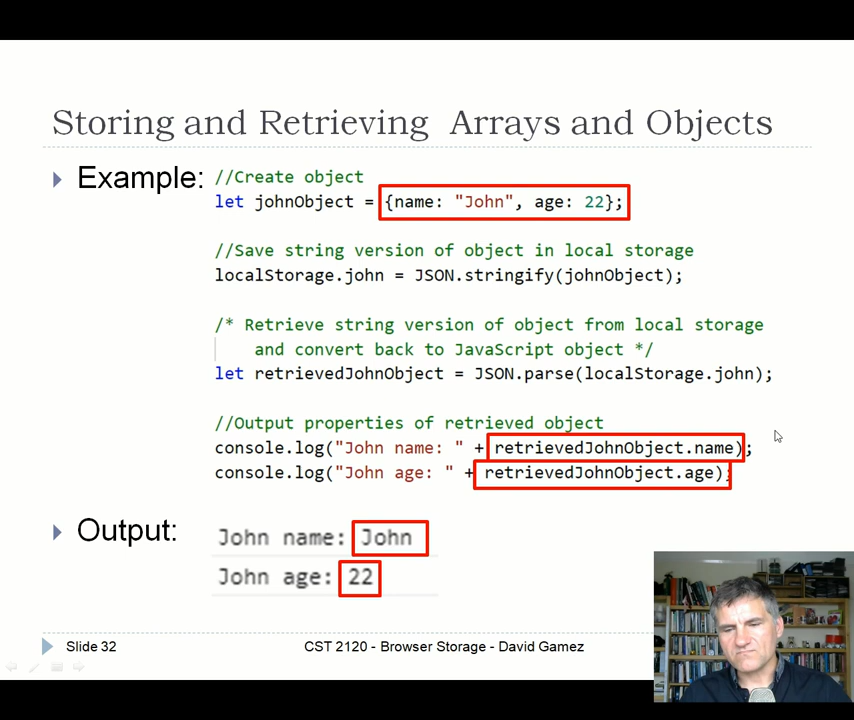 Storing and Retrieving Arrays and Objects
Example:
//Create object
let johnObject = {name: "John", age: 22};
//Save string version of object in local storage
localStorage.john = JSON.stringify(johnObject);
/* Retrieve string version of object from local storage
and convert back to JavaScript object */
let retrievedJohnObject = JSON.parse(localStorage.john);
//Output properties of retrieved object
console.log("John name: " + retrievedJohnObject.name);
console.log("John age: " + retrievedJohnObject.age);
Output:
John name: John
John age: 22
Slide 32
CST 2120 - Browser Storage - David Gamez